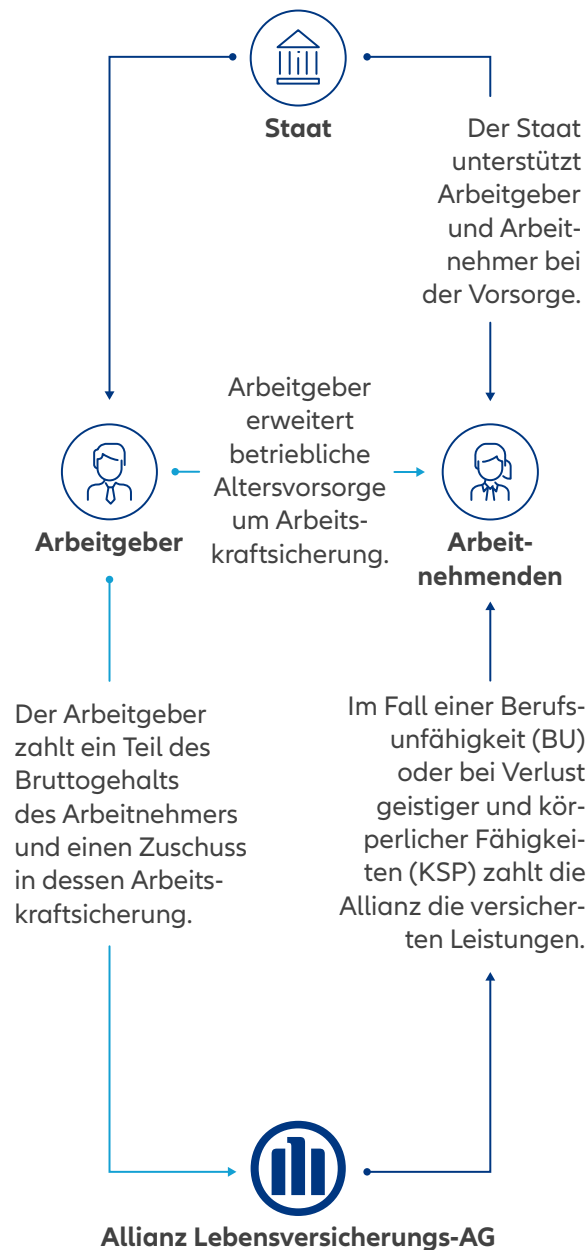 Staat
Der Staat
unterstützt
Arbeitgeber
und Arbeit-
nehmer bei
der Vorsorge.
Arbeitgeber
erweitert
betriebliche
Altersvorsorge
um Arbeits-
kraftsicherung.
Arbeitgeber
Arbeit-
nehmenden
Der Arbeitgeber
zahlt ein Teil des
Bruttogehalts
des Arbeitnehmers
und einen Zuschuss
in dessen Arbeits-
kraftsicherung.
Im Fall einer Berufs-
unfähigkeit (BU)
oder bei Verlust
geistiger und kör-
perlicher Fähigkei-
ten (KSP) zahlt die
Allianz die versicher-
ten Leistungen.
Allianz Lebensversicherungs-AG